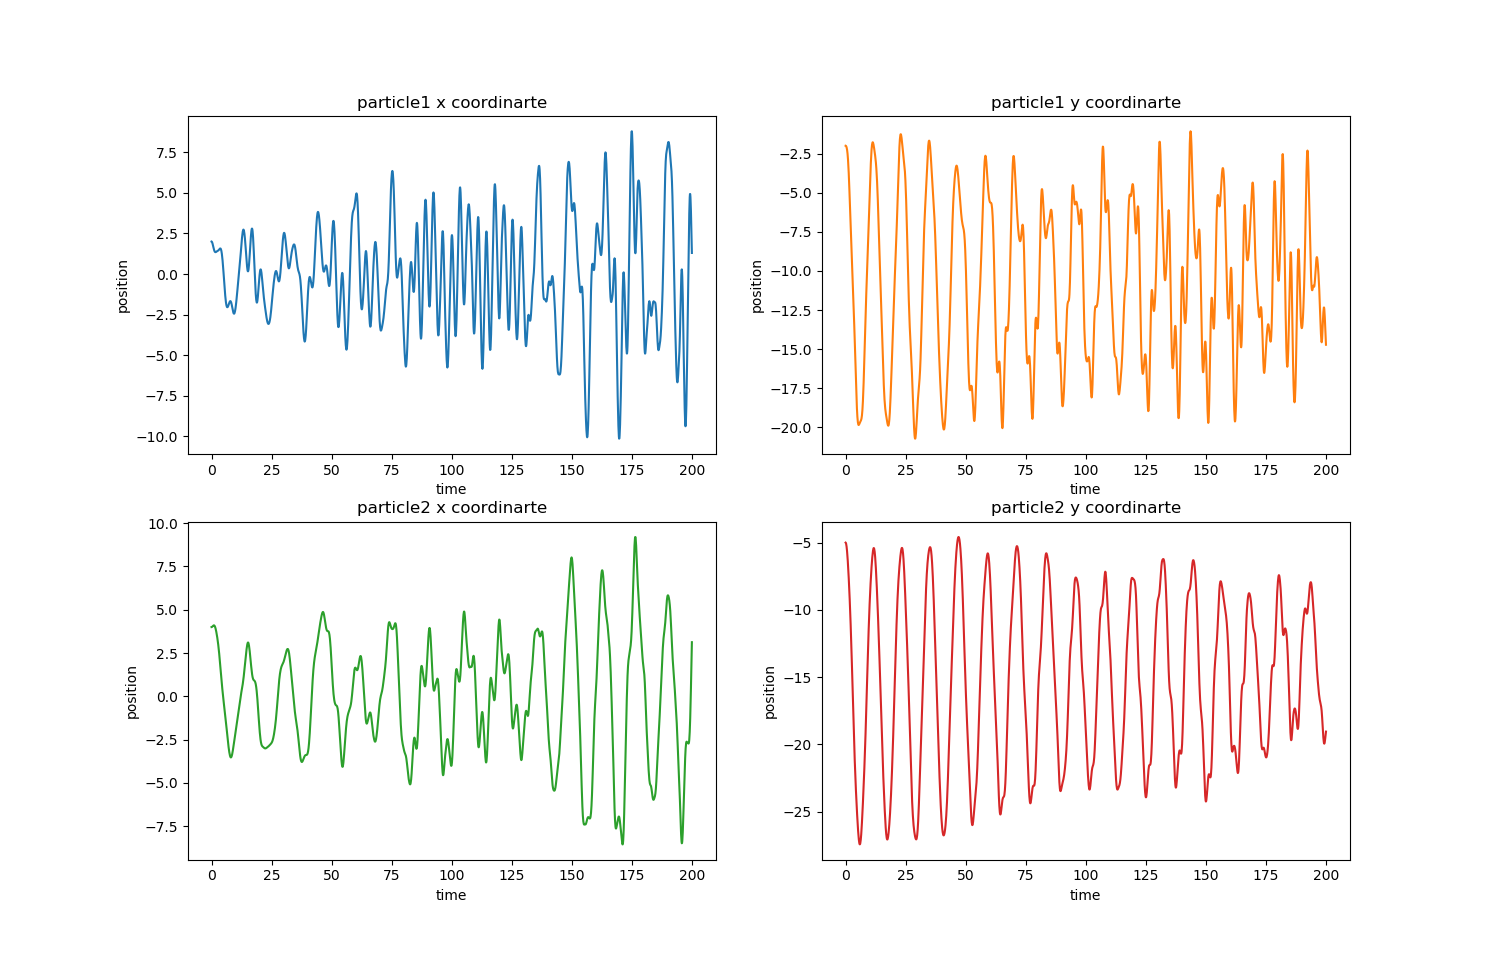 particle1 x coordinarte
7.5
5.0
2.5
0.0
−2.5
−5.0
−7.5
−10.0
position
0 25 50 75 100 125 150 175 200
time
particle1 y coordinarte
−2.5
−5.0
−7.5
−10.0
−12.5
−15.0
−17.5
−20.0
position
0 25 50 75 100 125 150 175 200
time
particle2 x coordinarte
10.0
7.5
5.0
2.5
0.0
−2.5
−5.0
−7.5
position
0 25 50 75 100 125 150 175 200
time
particle2 y coordinarte
−5
−10
−15
−20
−25
position
0 25 50 75 100 125 150 175 200
time